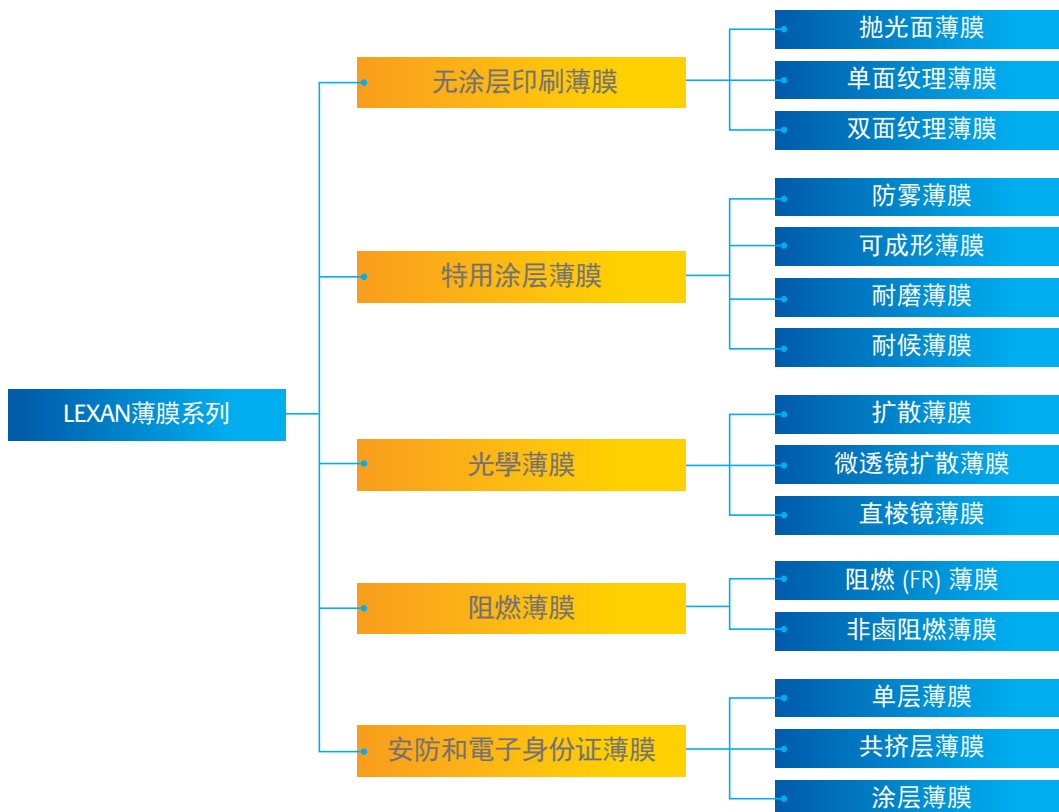 LEXAN薄膜系列
无涂层印刷薄膜
抛光面薄膜
单面纹理薄膜
双面纹理薄膜
特用涂层薄膜
防雾薄膜
可成形薄膜
耐磨薄膜
耐候薄膜
光學薄膜
扩散薄膜
微透镜扩散薄膜
直棱镜薄膜
阻燃薄膜
阻燃 (FR) 薄膜
非鹵阻燃薄膜
安防和電子身份证薄膜
单层薄膜
共挤层薄膜
涂层薄膜